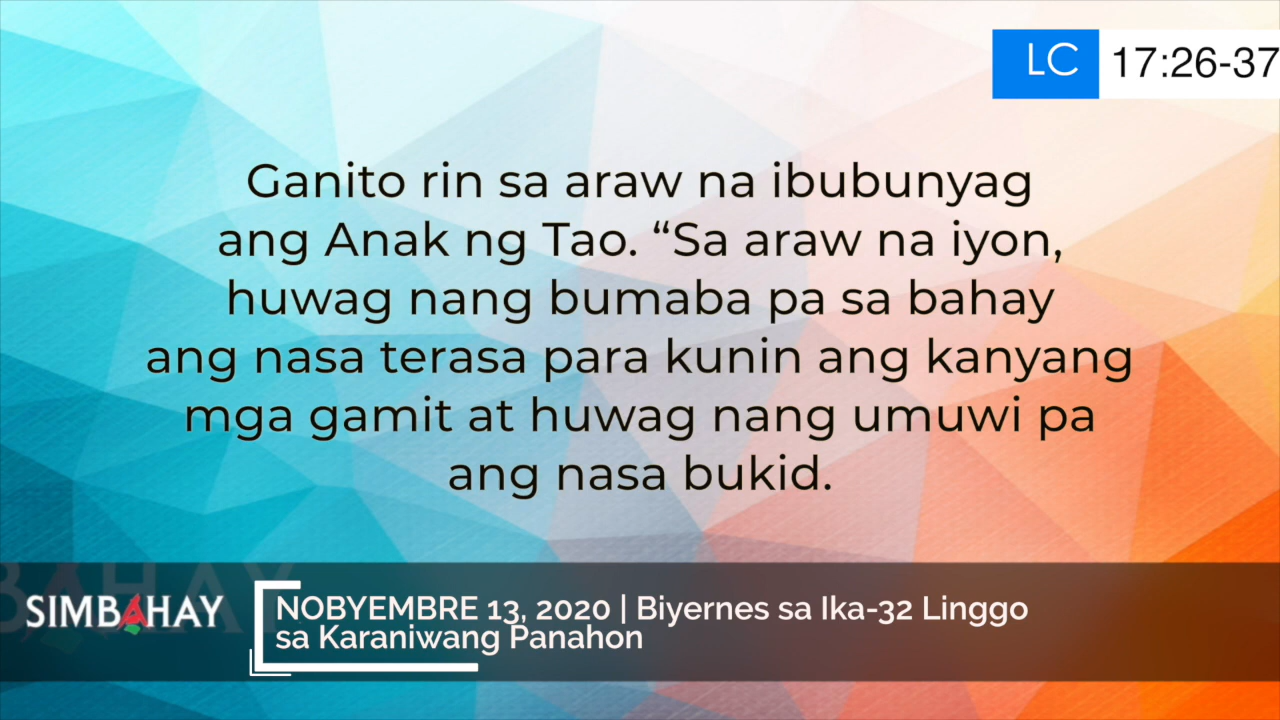 LC 17:26-37
Ganito rin sa araw na ibubunyag
ang Anak ng Tao. “Sa araw na iyon,
huwag nang bumaba pa sa bahay
ang nasa terasa para kunin ang kanyang
mga gamit at huwag nang umuwi pa
ang nasa bukid.
SIMBAHAY
NOBYEMBRE 13, 2020 | Biyernes sa Ika-32 Linggo
sa Karaniwang Panahon